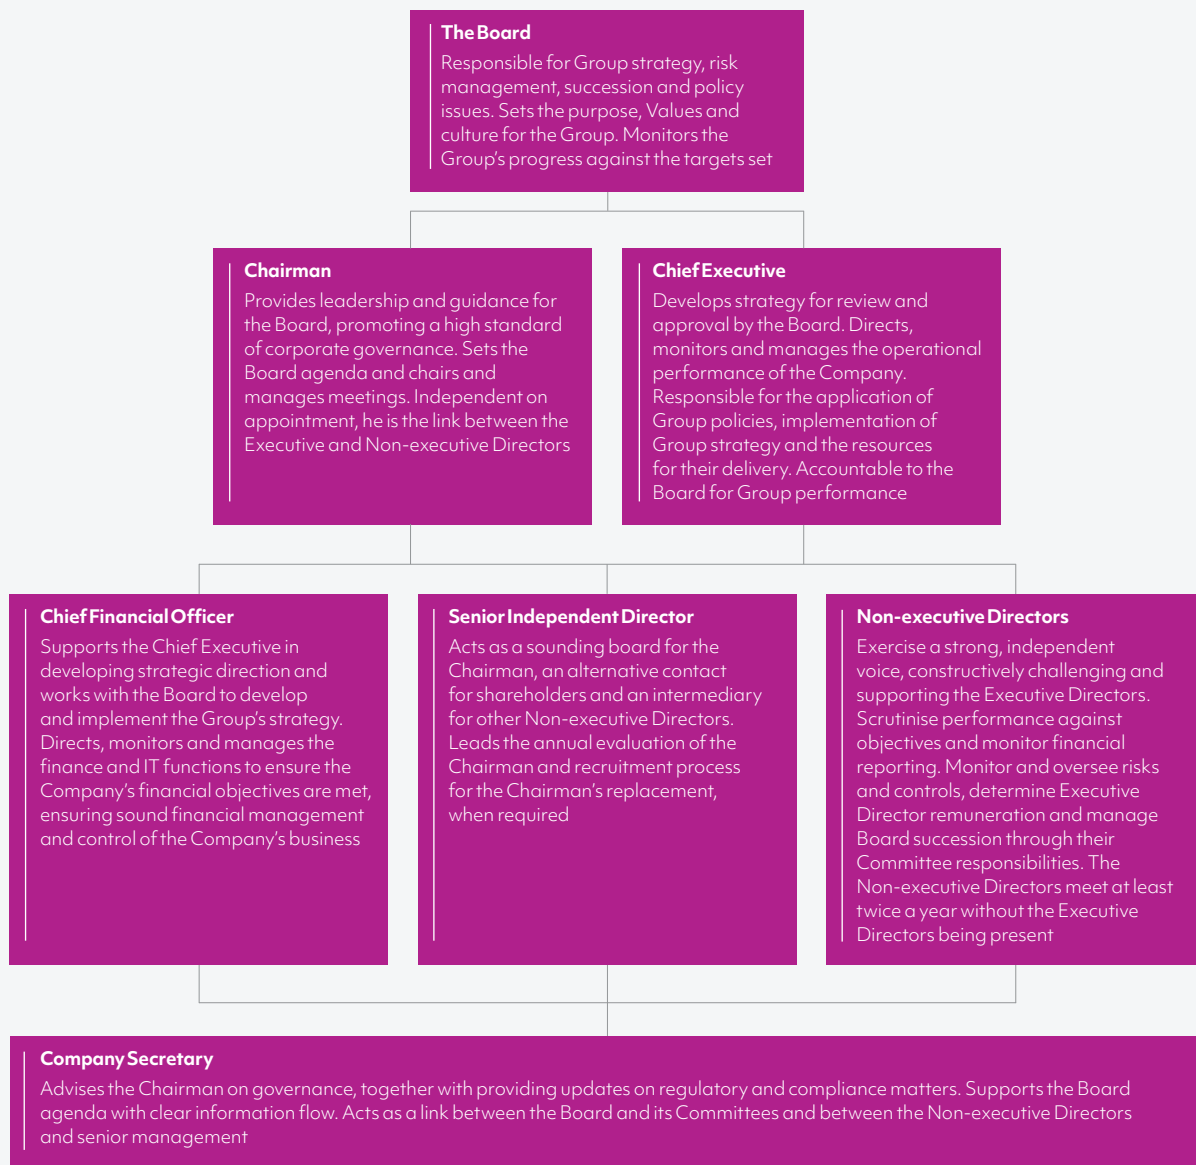 The Board
Responsible for Group strategy, risk
management, succession and policy
issues. Sets the purpose, Values and
culture for the Group. Monitors the
Group’s progress against the targets set
Chairman
Provides leadership and guidance for
the Board, promoting a high standard
of corporate governance. Sets the
Board agenda and chairs and
manages meetings. Independent on
appointment, he is the link between the
Executive and Non-executive Directors
Chief Executive
Develops strategy for review and
approval by the Board. Directs,
monitors and manages the operational
performance of the Company.
Responsible for the application of
Group policies, implementation of
Group strategy and the resources
for their delivery. Accountable to the
Board for Group performance
Chief Financial Officer
Supports the Chief Executive in
developing strategic direction and
works with the Board to develop
and implement the Group’s strategy.
Directs, monitors and manages the
finance and IT functions to ensure the
Company’s financial objectives are met,
ensuring sound financial management
and control of the Company’s business
Senior Independent Director
Acts as a sounding board for the
Chairman, an alternative contact
for shareholders and an intermediary
for other Non-executive Directors.
Leads the annual evaluation of the
Chairman and recruitment process
for the Chairman’s replacement,
when required
Non-executive Directors
Exercise a strong, independent
voice, constructively challenging and
supporting the Executive Directors.
Scrutinise performance against
objectives and monitor financial
reporting. Monitor and oversee risks
and controls, determine Executive
Director remuneration and manage
Board succession through their
Committee responsibilities. The
Non-executive Directors meet at least
twice a year without the Executive
Directors being present
Company Secretary
Advises the Chairman on governance, together with providing updates on regulatory and compliance matters. Supports the Board
agenda with clear information flow. Acts as a link between the Board and its Committees and between the Non-executive Directors
and senior management